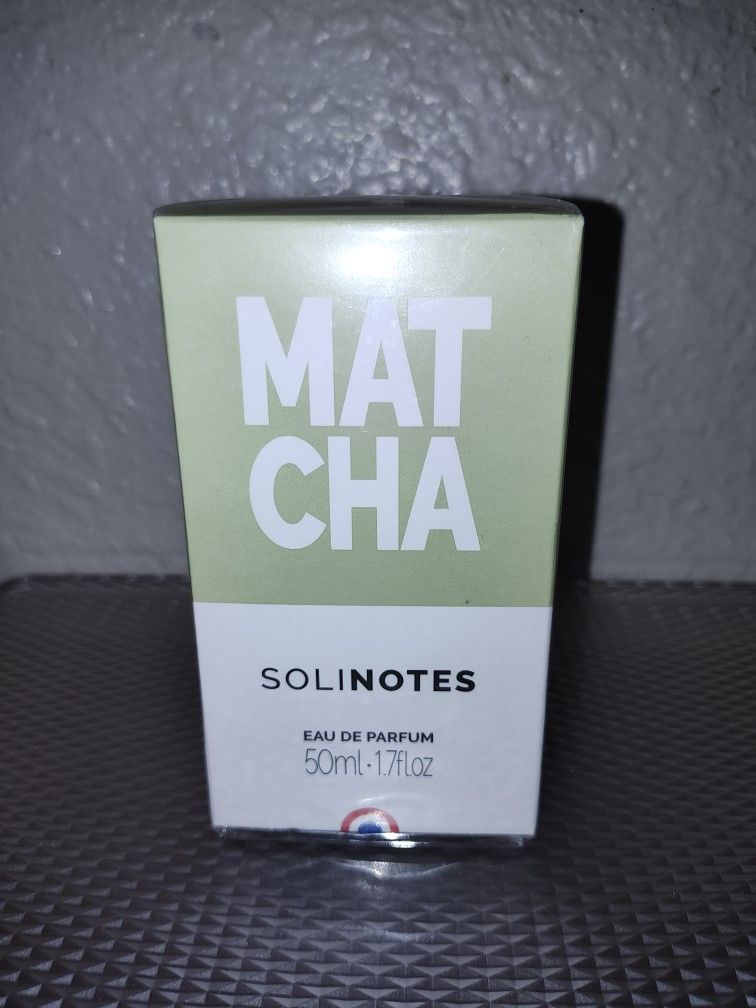 MAT
CHA
SOLINOTES
EAU DE PARFUM
50ml·1.7fl.oz